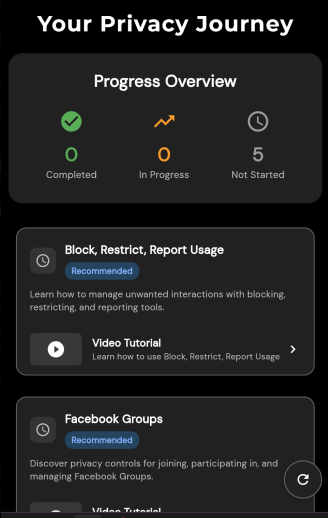 Your Privacy Journey
Progress Overview
0
0
5
Completed
In Progress
Not Started
Block, Restrict, Report Usage
Recommended
Learn how to manage unwanted interactions with blocking,
restricting, and reporting tools.
Video Tutorial
Learn how to use Block, Restrict, Report Usage
Facebook Groups
Recommended
Discover privacy controls for joining, participating in, and
managing Facebook Groups.
Video Tutorial